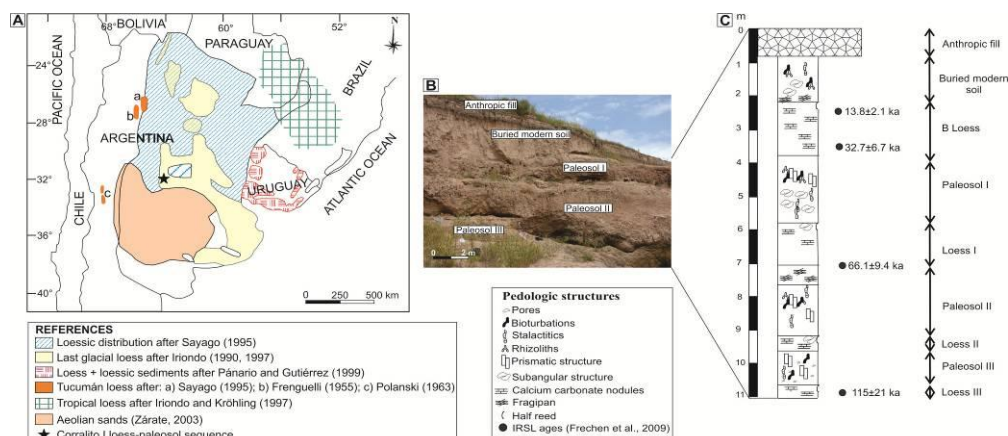 A
68°
BOLIVIA
60°
52°
N
PARAGUAY
PACIFIC OCEAN
24°
BRAZIL
a
b
28°
ARGENTINA
ATLANTIC OCEAN
32°
URUGUAY
c
CHILE
36°
40°
0 250 500 km
REFERENCES
Loessic distribution after Sayago (1995)
Last glacial loess after Iriondo (1990, 1997)
Loess + loessic sediments after Pánario and Gutiérrez (1999)
Tucumán loess after: a) Sayago (1995); b) Frenguelli (1955); c) Polanski (1963)
Tropical loess after Iriondo and Kröhling (1997)
Aeolian sands (Zárate, 2003)
Corralito I loess-paleosol sequence
B
Anthropic fill
Buried modern soil
Paleosol I
Paleosol II
Paleosol III
0 2 m
Pedologic structures
Pores
Bioturbations
Stalactitics
Rhizoliths
Prismatic structure
Subangular structure
Calcium carbonate nodules
Fragipan
Half reed
IRSL ages (Frechen et al., 2009)
C
m
0
Anthropic fill
1
Buried modern
soil
2
13.8±2.1 ka
B Loess
3
32.7±6.7 ka
4
Paleosol I
5
6
Loess I
7
66.1±9.4 ka
8
Paleosol II
9
Loess II
10
Paleosol III
11
115±21 ka
Loess III